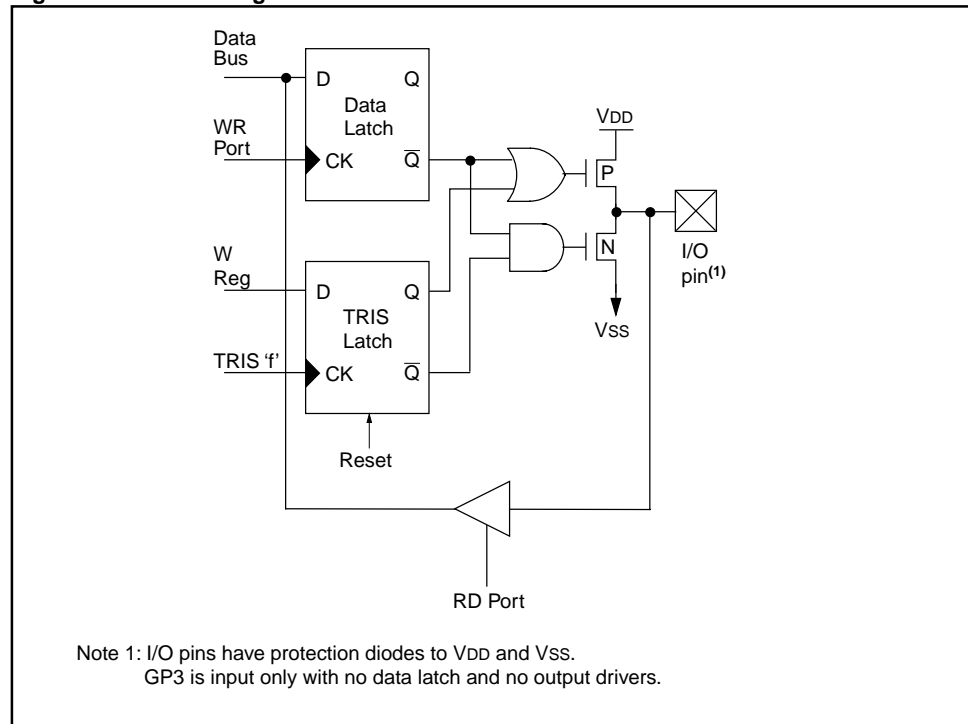 Data
Bus
D
Q
Data
Latch
WR
Port
CK
Q
VDD
P
N
I/O
pin(1)
VSS
W
Reg
D
Q
TRIS
Latch
TRIS ‘f’
CK
Q
Reset
RD Port
Note 1: I/O pins have protection diodes to VDD and VSS.
GP3 is input only with no data latch and no output drivers.